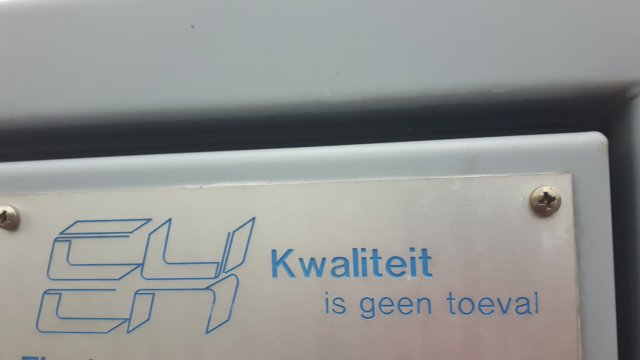 Kwaliteit
is geen toeval